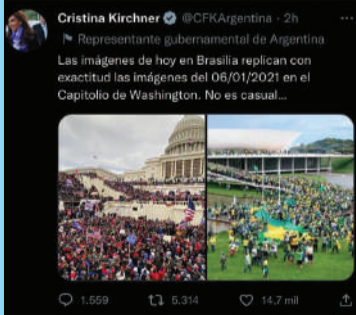 Cristina Kirchner @CFKArgentina · 2h
Representante gubernamental de Argentina
Las imágenes de hoy en Brasilia replican con
exactitud las imágenes del 06/01/2021 en el
Capitolio de Washington. No es casual...
1.559 5.314 14,7 mil